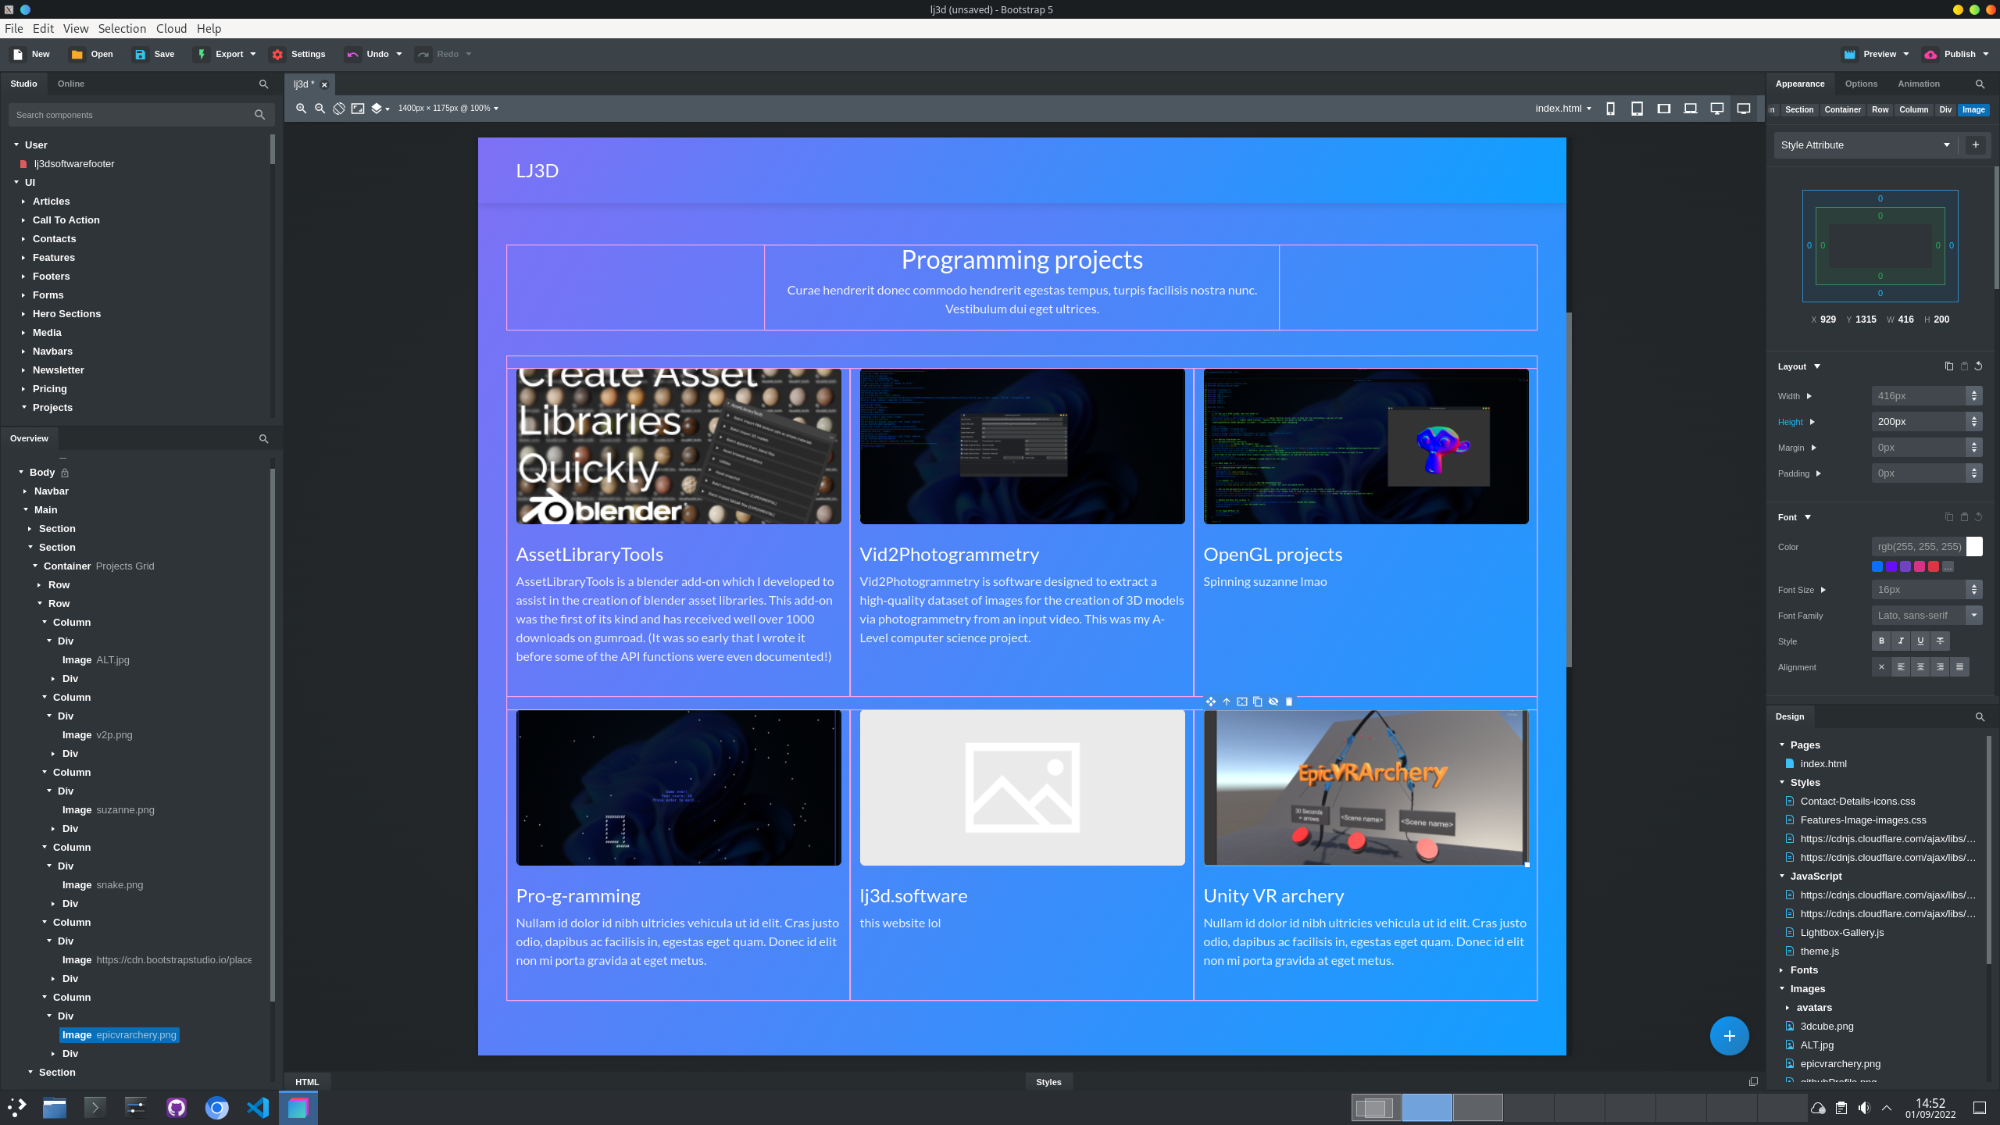 lj3d (unsaved) - Bootstrap 5
File Edit View Selection Cloud Help
New Open Save Export Settings Undo Redo Preview Publish
Studio Online
Search components
User
lj3dsoftwarefooter
UI
Articles
Call To Action
Contacts
Features
Footers
Forms
Hero Sections
Media
Navbars
Newsletter
Pricing
Projects
Overview
Body
Navbar
Main
Section
Section
Container Projects Grid
Row
Row
Column
Div
Image ALT.jpg
Div
Column
Div
Image v2p.png
Div
Column
Div
Image suzanne.png
Div
Column
Div
Image snake.png
Div
Column
Div
Image https://cdn.bootstrapstudio.io/place
Div
Column
Div
Image epicvrarchery.png
Div
Section
lj3d *
1400px × 1175px @ 100%
index.html
LJ3D
Programming projects
Curae hendrerit donec commodo hendrerit egestas tempus, turpis facilisis nostra nunc.
Vestibulum dui eget ultrices.
Create Asset
Libraries
Quickly
blender
AssetLibraryTools
AssetLibraryTools is a blender add-on which I developed to
assist in the creation of blender asset libraries. This add-on
was the first of its kind and has received well over 1000
downloads on gumroad. (It was so early that I wrote it
before some of the API functions were even documented!)
Vid2Photogrammetry
Vid2Photogrammetry is software designed to extract a
high-quality dataset of images for the creation of 3D models
via photogrammetry from an input video. This was my A-
Level computer science project.
OpenGL projects
Spinning suzanne lmao
Pro-g-ramming
Nullam id dolor id nibh ultricies vehicula ut id elit. Cras justo
odio, dapibus ac facilisis in, egestas eget quam. Donec id elit
non mi porta gravida at eget metus.
lj3d.software
this website lol
EpicVRArchery
30 Seconds
<Scene name>
<Scene name>
Unity VR archery
Nullam id dolor id nibh ultricies vehicula ut id elit. Cras justo
odio, dapibus ac facilisis in, egestas eget quam. Donec id elit
non mi porta gravida at eget metus.
HTML
Styles
Appearance Options Animation
n Section Container Row Column Div Image
Style Attribute
0
0
0 0 0 0
0
0
X 929 Y 1315 W 416 H 200
Layout
Width 416px
Height 200px
Margin 0px
Padding 0px
Font
Color rgb(255, 255, 255)
...
Font Size 16px
Font Family Lato, sans-serif
Style B I U T
Alignment
Design
Pages
index.html
Styles
Contact-Details-icons.css
Features-Image-images.css
https://cdnjs.cloudflare.com/ajax/libs/...
https://cdnjs.cloudflare.com/ajax/libs/...
JavaScript
https://cdnjs.cloudflare.com/ajax/libs/...
https://cdnjs.cloudflare.com/ajax/libs/...
Lightbox-Gallery.js
theme.js
Fonts
Images
avatars
3dcube.png
ALT.jpg
epicvrarchery.png
githubProfile.png
14:52
01/09/2022